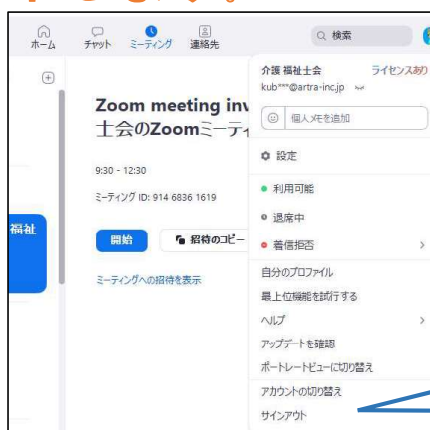 ホーム
チャット
ミーティング
連絡先
検索
介護 福祉士会
ライセンスあり
kub***@artra-inc.jp
個人メモを追加
設定
利用可能
退席中
着信拒否
自分のプロファイル
最上位機能を試行する
ヘルプ
アップデートを確認
ポートレートビューに切り替え
アカウントの切り替え
サインアウト
福祉
Zoom meeting inv
士会のZoomミーティ
9:30 - 12:30
ミーティング ID: 914 6836 1619
開始
招待のコピー
ミーティングへの招待を表示